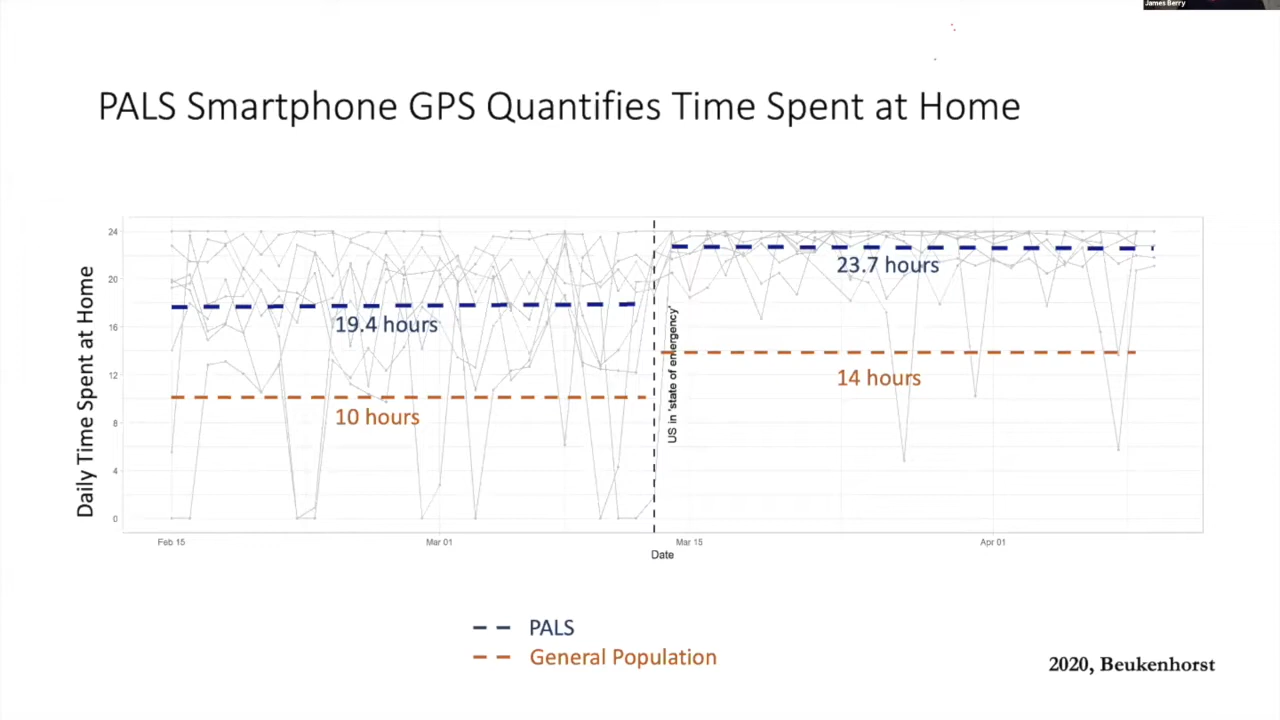 James Berry
PALS Smartphone GPS Quantifies Time Spent at Home
Daily Time Spent at Home
24
20
16
12
8
4
0
19.4 hours
10 hours
US in 'state of emergency'
23.7 hours
14 hours
Feb 15
Mar 01
Mar 15
Apr 01
Date
PALS
General Population
2020, Beukenhorst